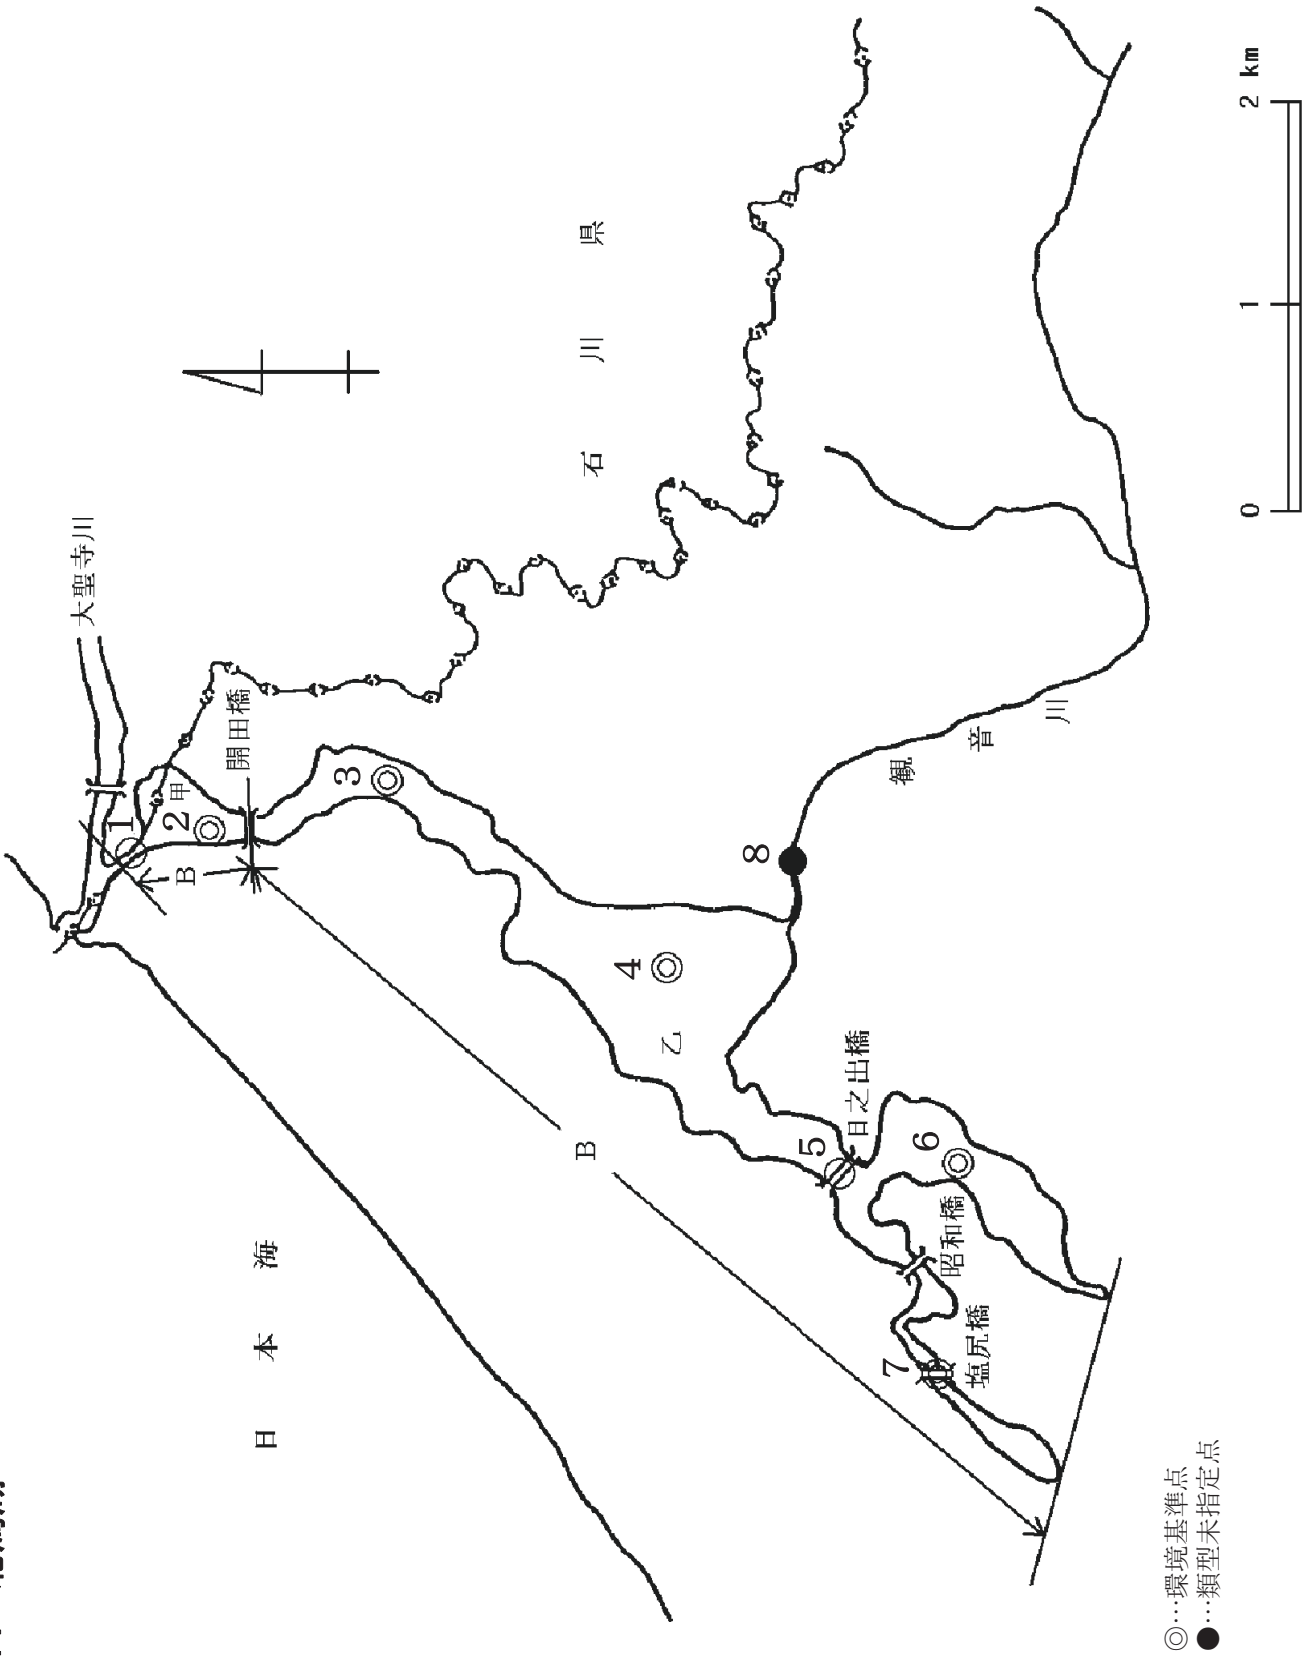 大聖寺川
石川県
開田橋
甲
1
2
B
3
4
乙
B
8
観音川
日之出橋
5
6
昭和橋
7
塩尻橋
日本海
0 1 2 km
◎…環境基準点
●…類型未指定点